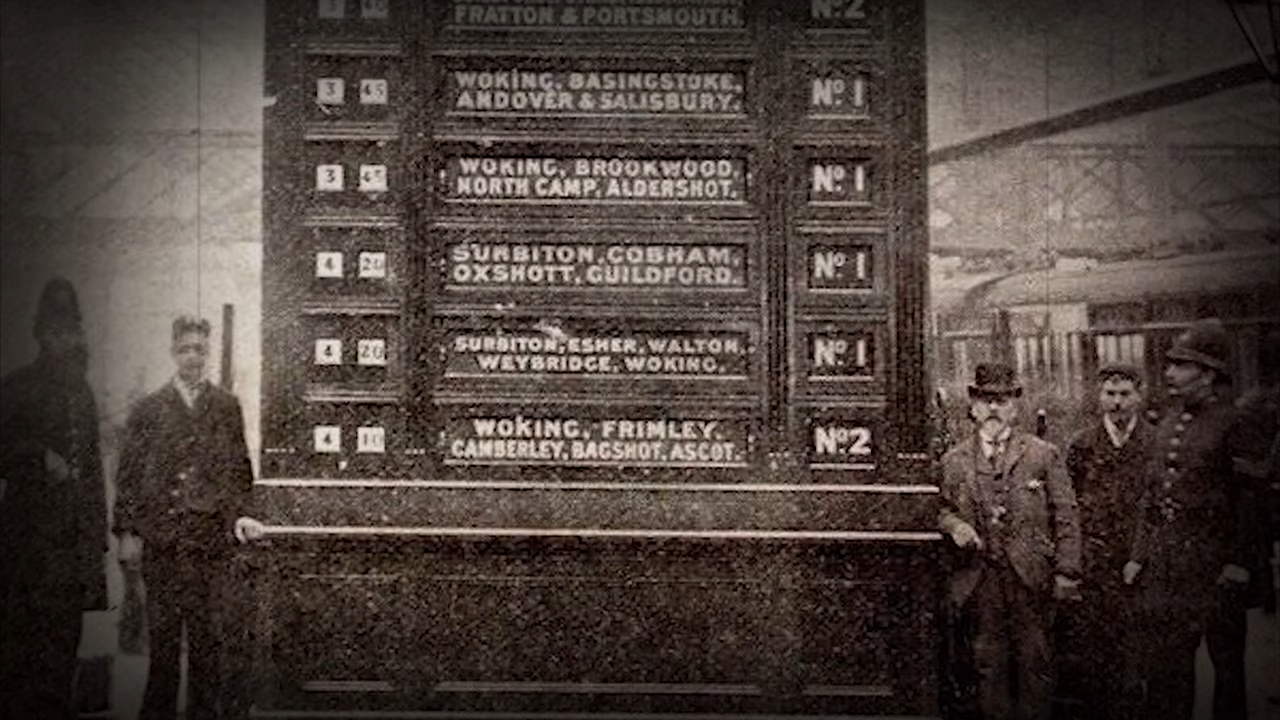 FRATTON & PORTSMOUTH. Nº2
3 45 WOKING, BASINGSTOKE, Nº1
ANDOVER & SALISBURY.
3 45 WOKING, BROOKWOOD, Nº1
NORTH CAMP, ALDERSHOT.
4 20 SURBITON, COBHAM, Nº1
OXSHOTT, GUILDFORD.
4 20 SURBITON, ESHER, WALTON, Nº1
WEYBRIDGE, WOKING.
4 10 WOKING, FRIMLEY, Nº2
CAMBERLEY, BAGSHOT, ASCOT.